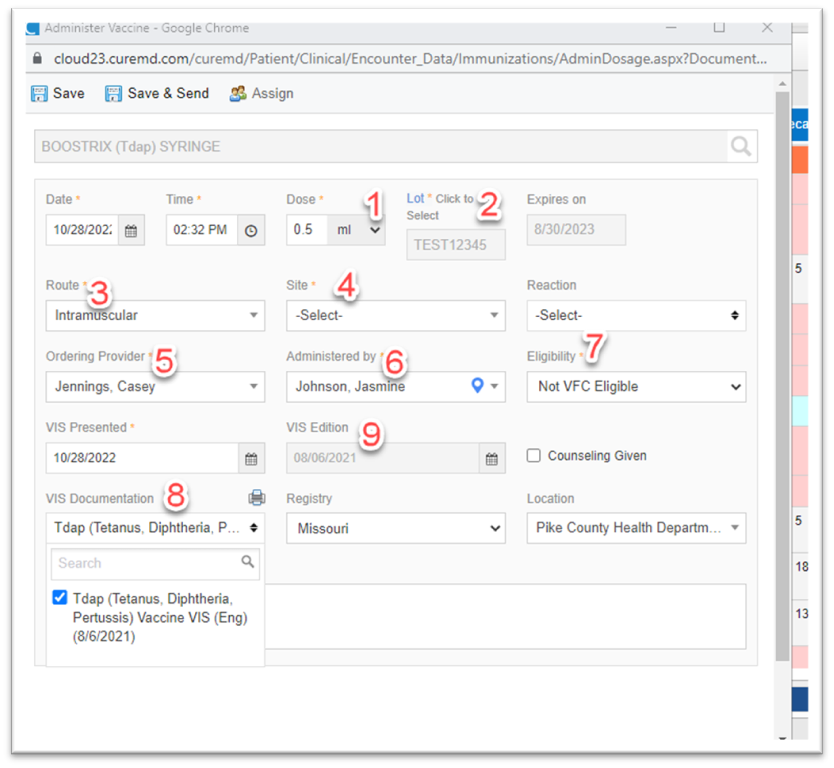 Administer Vaccine - Google Chrome
cloud23.curemd.com/curemd/Patient/Clinical/Encounter_Data/Immunizations/AdminDosage.aspx?Document...
Save Save & Send Assign
BOOSTRIX (Tdap) SYRINGE
Date * Time * Dose * 1 Lot * Click to Select 2 Expires on
10/28/2022 02:32 PM 0.5 ml TEST12345 8/30/2023
Route * 3 Site * 4 Reaction
Intramuscular -Select- -Select-
Ordering Provider * 5 Administered by * 6 Eligibility * 7
Jennings, Casey Johnson, Jasmine Not VFC Eligible
VIS Presented * VIS Edition 9
10/28/2022 08/06/2021 Counseling Given
VIS Documentation 8 Registry Location
Tdap (Tetanus, Diphtheria, P... Missouri Pike County Health Departm...
Search
Tdap (Tetanus, Diphtheria,
Pertussis) Vaccine VIS (Eng)
(8/6/2021)
eca
5
5
18
13